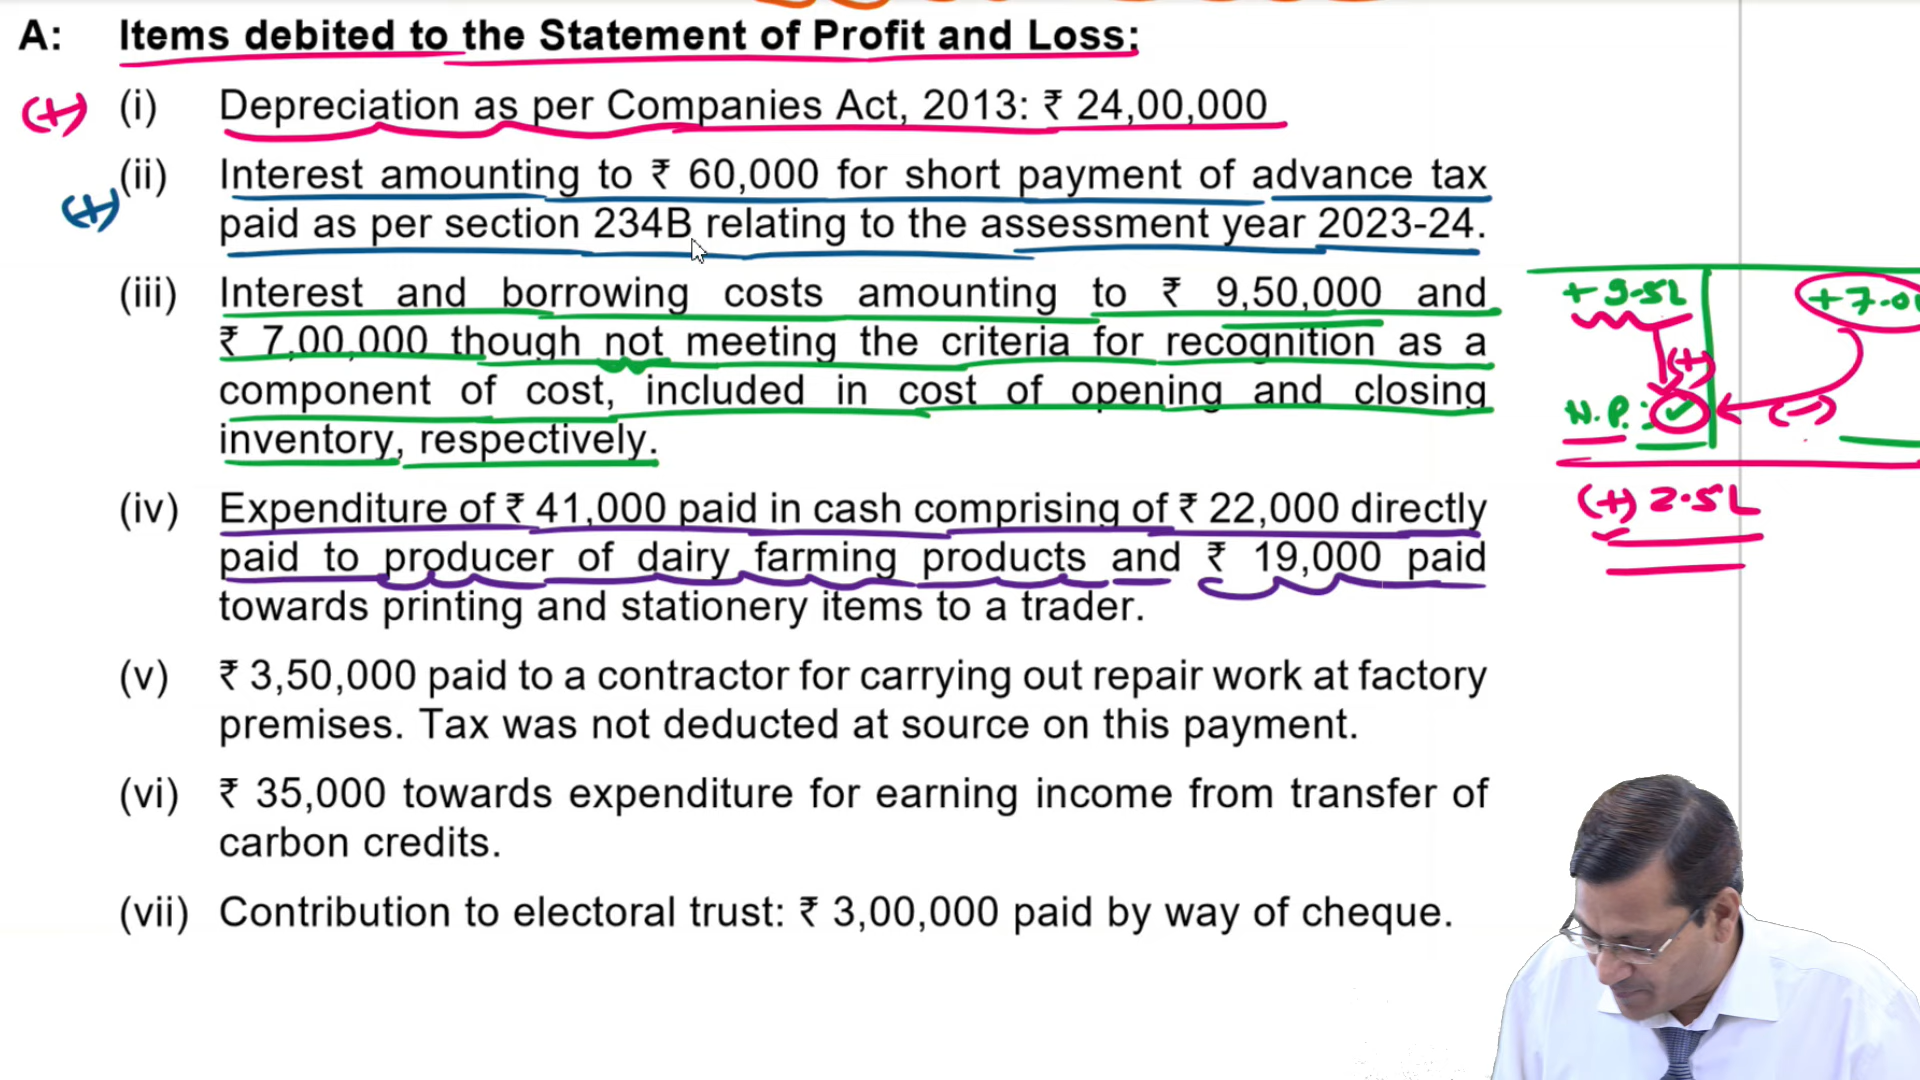 A: Items debited to the Statement of Profit and Loss:
(+) (i) Depreciation as per Companies Act, 2013: ₹ 24,00,000
(+) (ii) Interest amounting to ₹ 60,000 for short payment of advance tax
paid as per section 234B relating to the assessment year 2023-24.
(iii) Interest and borrowing costs amounting to ₹ 9,50,000 and
₹ 7,00,000 though not meeting the criteria for recognition as a
component of cost, included in cost of opening and closing
inventory, respectively.
(iv) Expenditure of ₹ 41,000 paid in cash comprising of ₹ 22,000 directly
paid to producer of dairy farming products and ₹ 19,000 paid
towards printing and stationery items to a trader.
(v) ₹ 3,50,000 paid to a contractor for carrying out repair work at factory
premises. Tax was not deducted at source on this payment.
(vi) ₹ 35,000 towards expenditure for earning income from transfer of
carbon credits.
(vii) Contribution to electoral trust: ₹ 3,00,000 paid by way of cheque.
+ 9.5L
+7.0
(+)
N.P. : ✓
(-)
(+) 2.5L